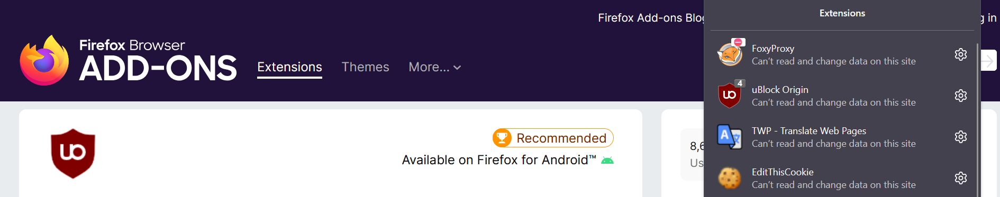 Firefox Add-ons Blog
g in
Firefox Browser
ADD-ONS
Extensions
Themes
More...
uo
Recommended
Available on Firefox for Android™
8,6
Us
Extensions
FoxyProxy
Can't read and change data on this site
4
uo
uBlock Origin
Can't read and change data on this site
A
文
TWP - Translate Web Pages
Can't read and change data on this site
EditThisCookie
Can't read and change data on this site